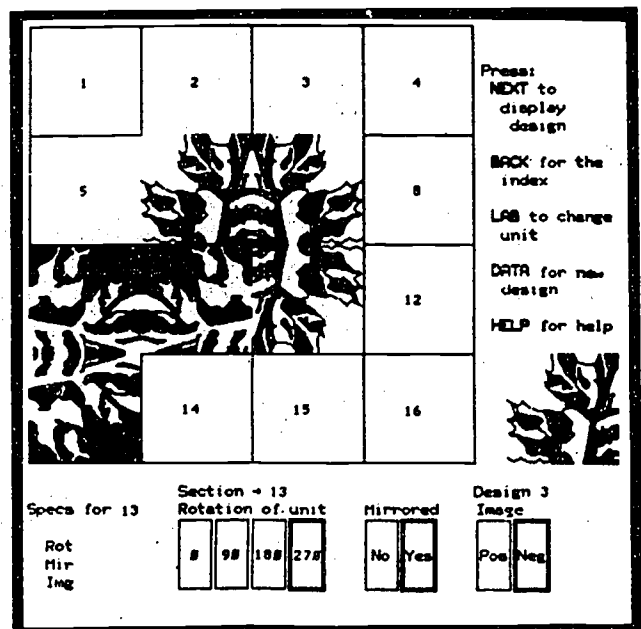 1 2 3 4
Press:
NEXT to
display
design
5 8
BACK for the
index
LAB to change
unit
12
DATA for new
design
HELP for help
14 15 16
Specs for 13
Section → 13
Rotation of unit
Mirrored
Design 3
Image
Rot
Mir
Img
0 90 180 270
No Yes
Pos Neg